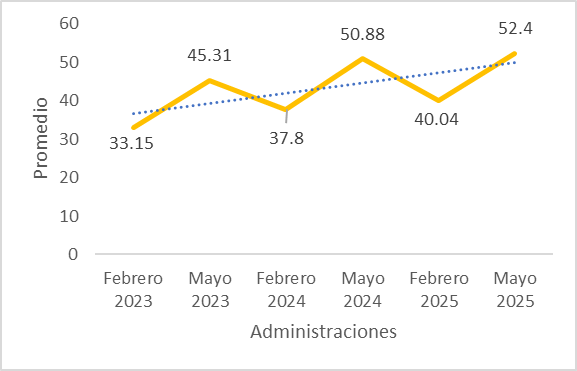 60
50
40
30
20
10
0
Promedio
33.15
45.31
37.8
50.88
40.04
52.4
Febrero
2023
Mayo
2023
Febrero
2024
Mayo
2024
Febrero
2025
Mayo
2025
Administraciones